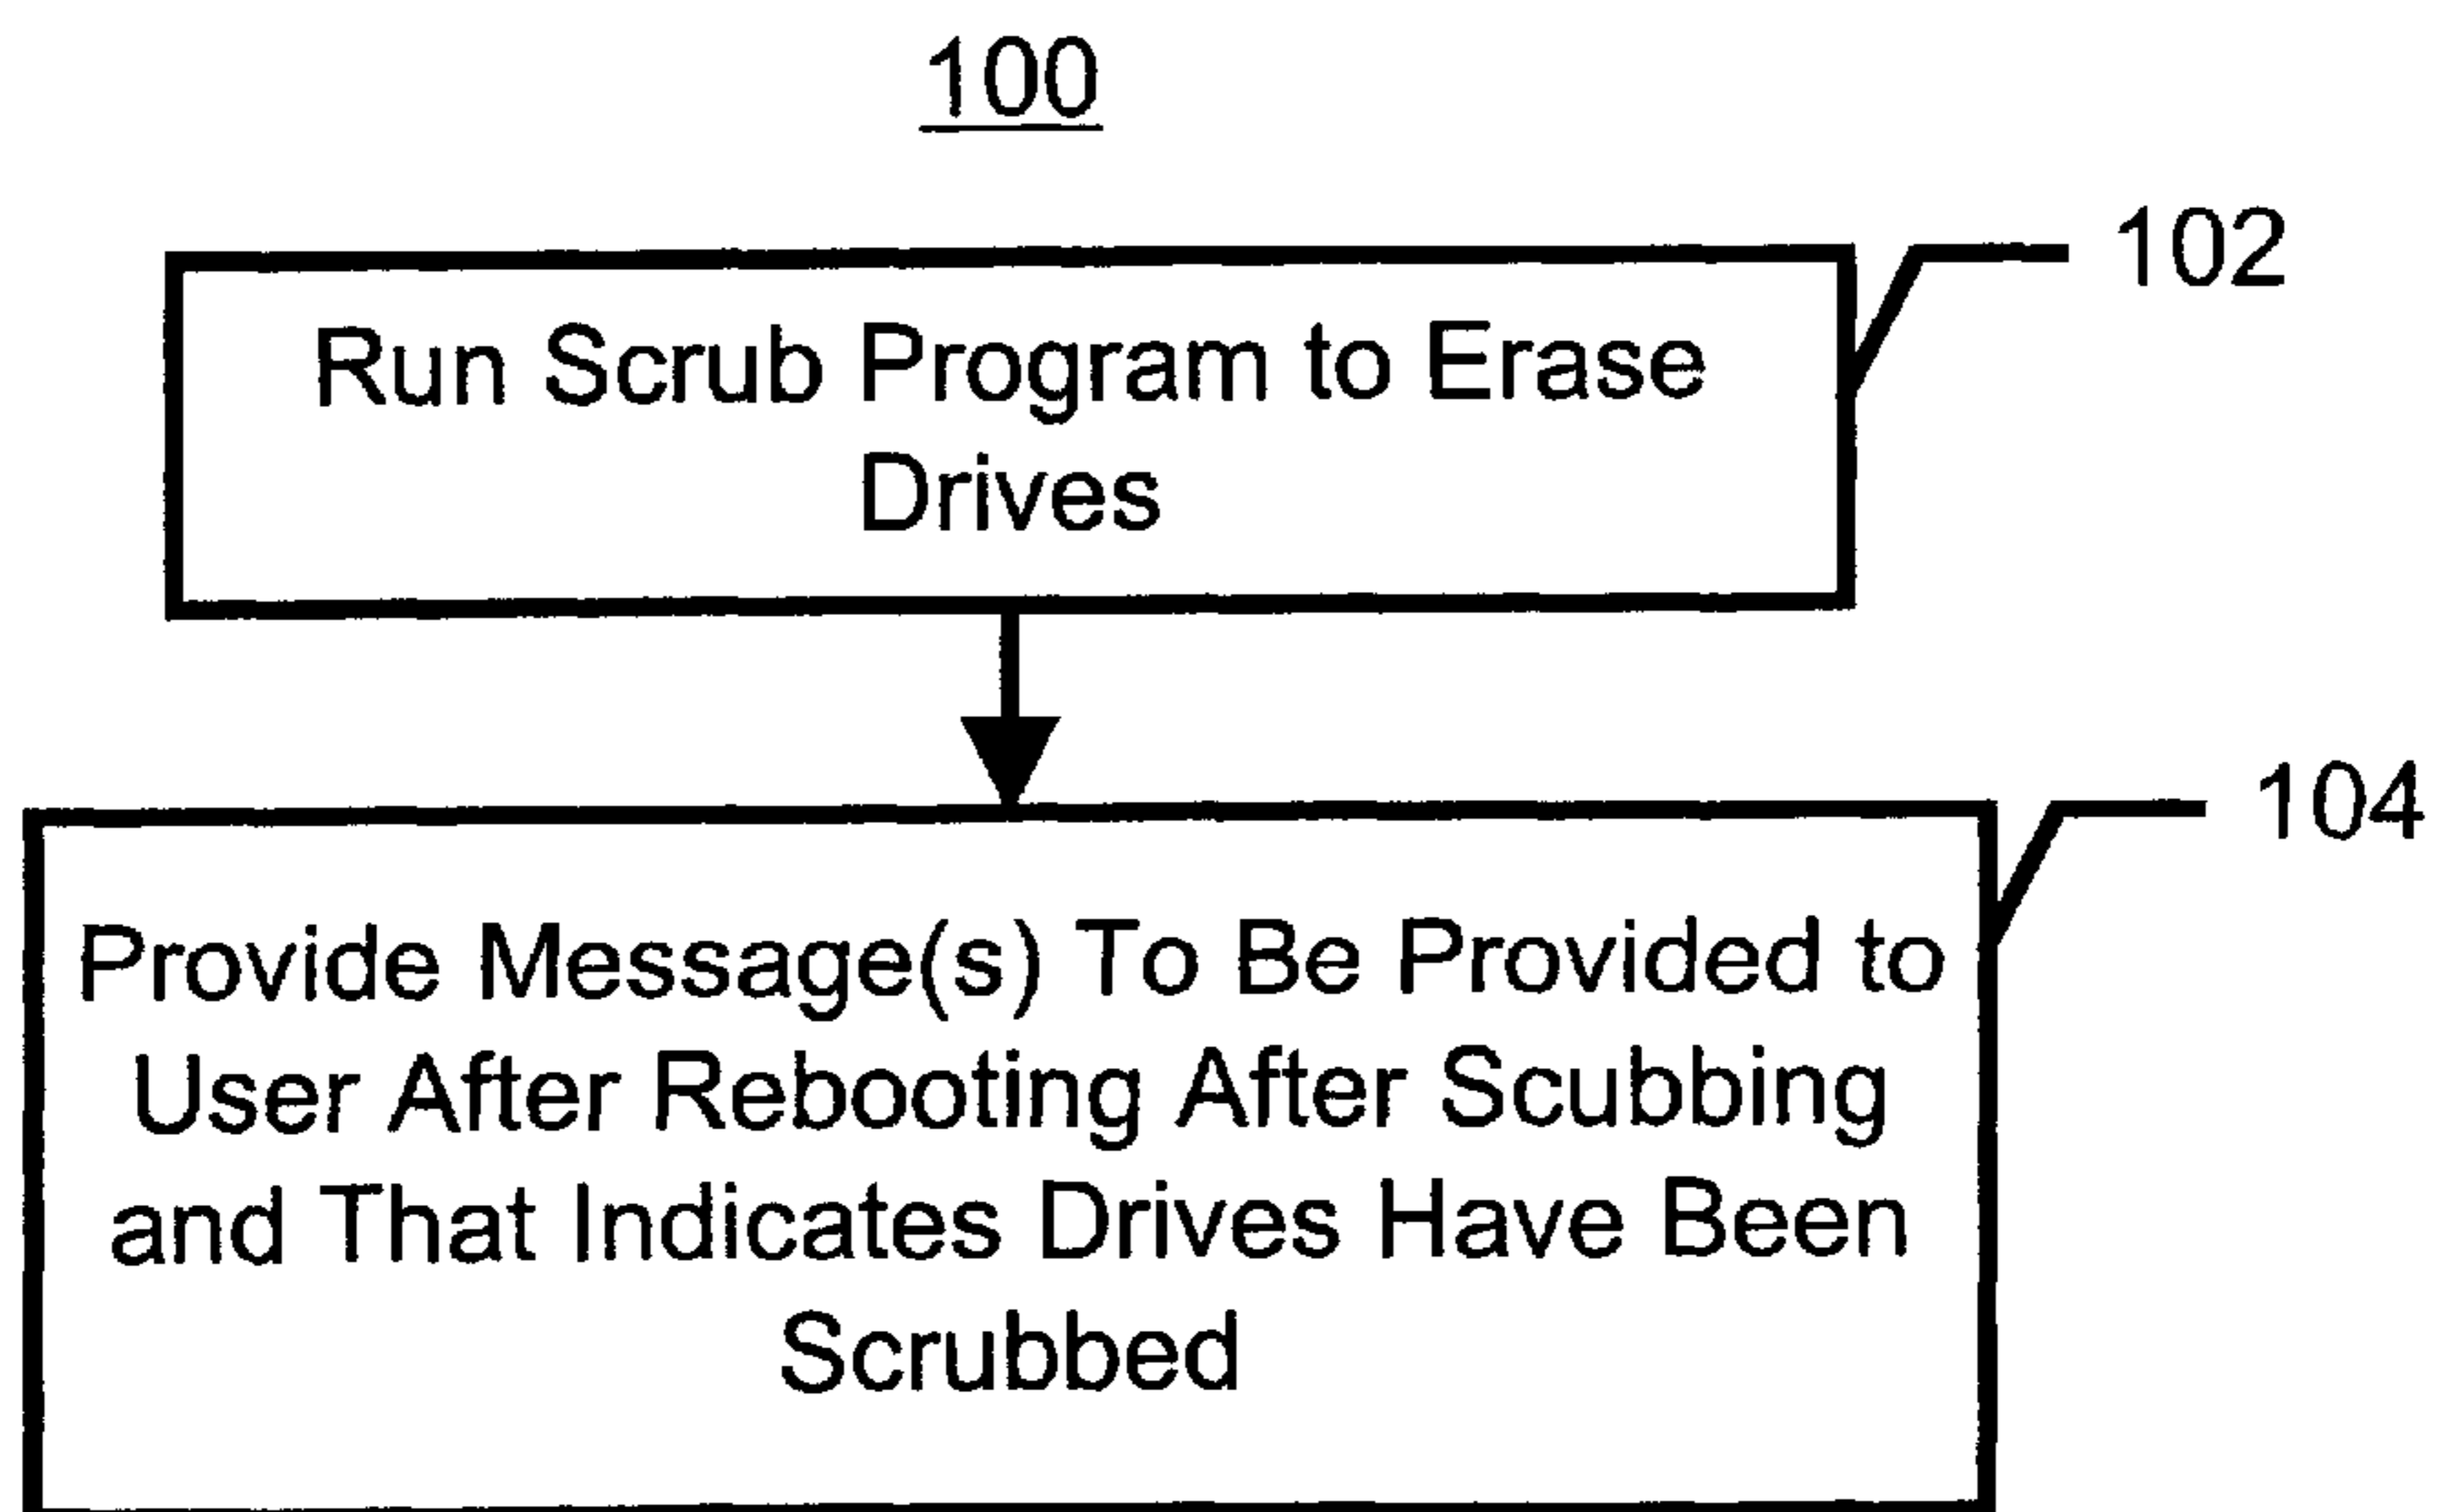 100
102
Run Scrub Program to Erase
Drives
104
Provide Message(s) To Be Provided to
User After Rebooting After Scubbing
and That Indicates Drives Have Been
Scrubbed